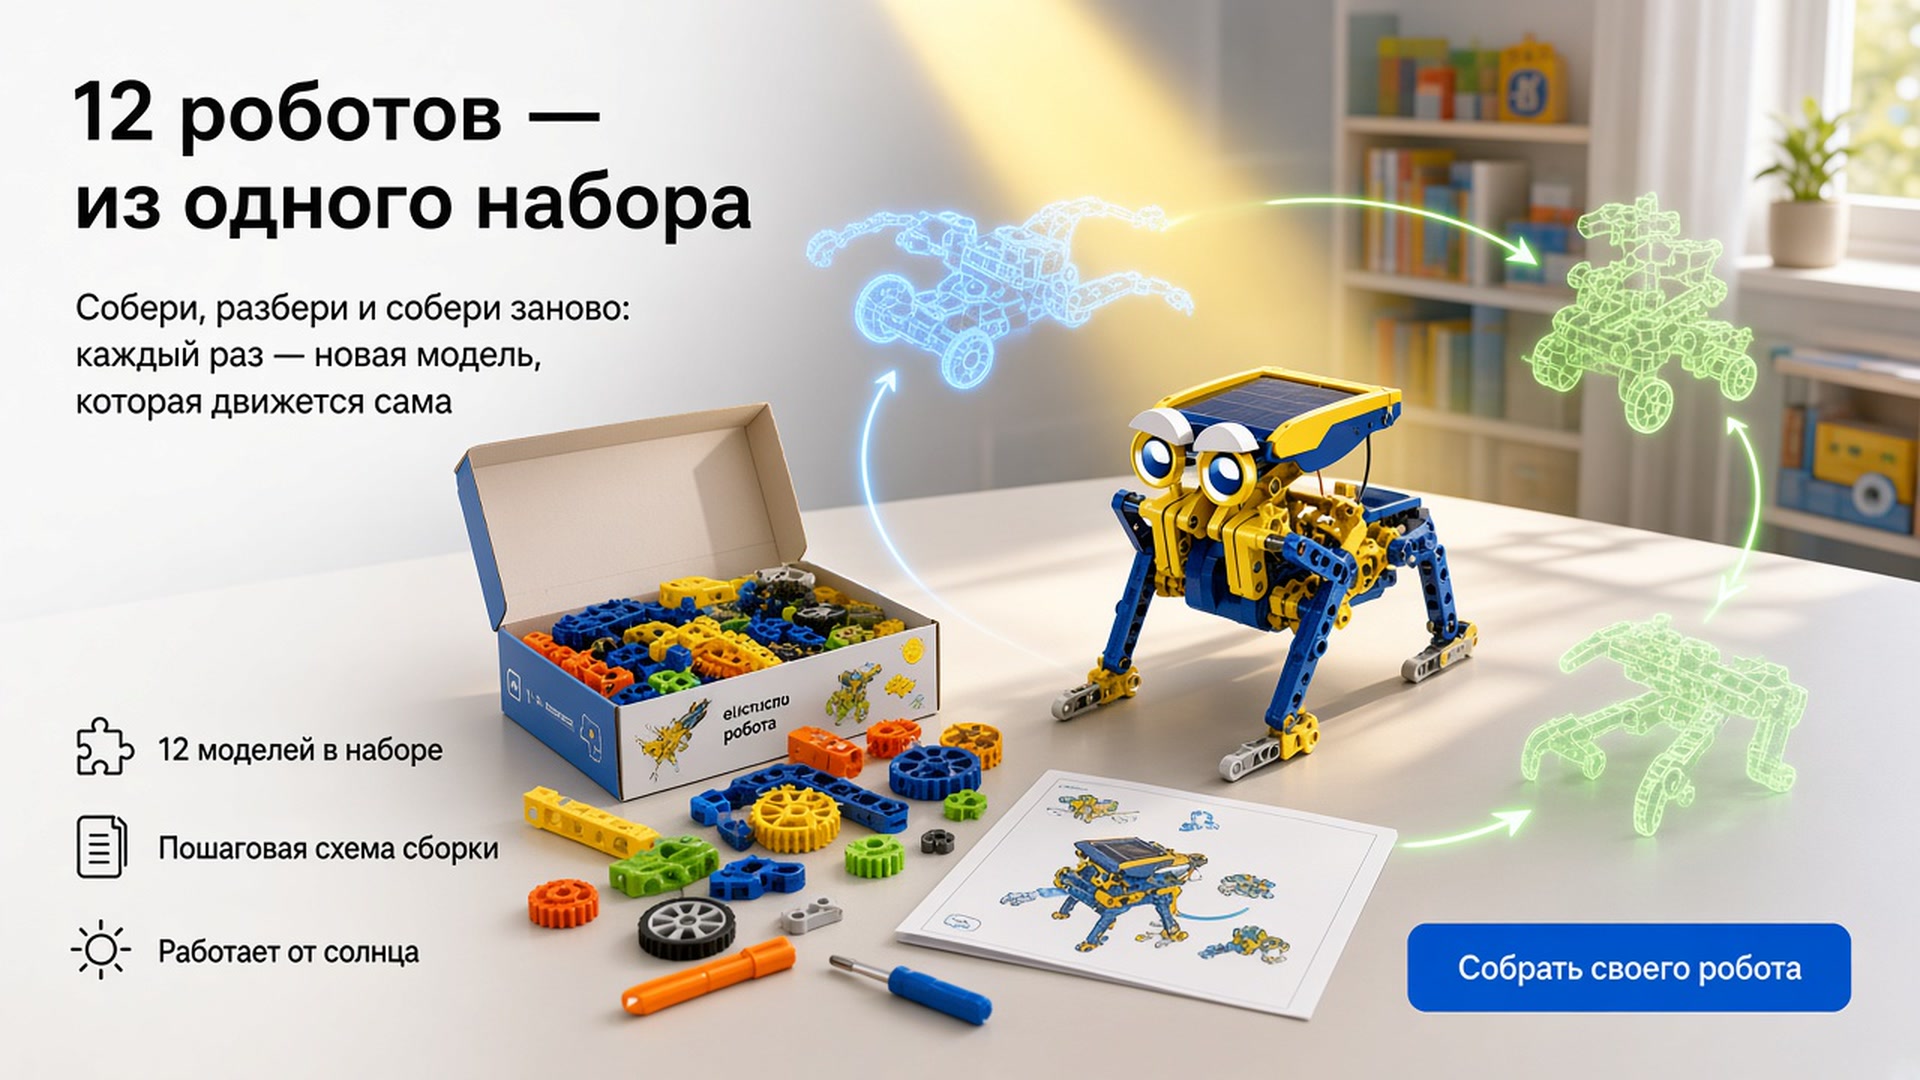 12 роботов —
из одного набора
Собери, разбери и собери заново:
каждый раз — новая модель,
которая движется сама
робота
12 моделей в наборе
Пошаговая схема сборки
Работает от солнца
Собрать своего робота